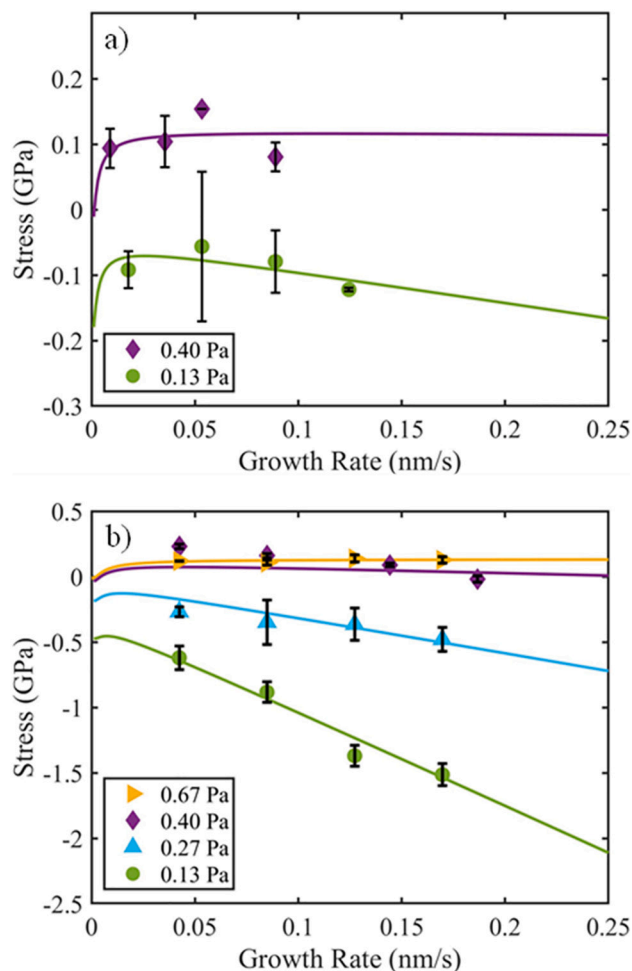 a)
0.2
0.1
0
-0.1
-0.2
-0.3
Stress (GPa)
0.40 Pa
0.13 Pa
0 0.05 0.1 0.15 0.2 0.25
Growth Rate (nm/s)
b)
0.5
0
-0.5
-1
-1.5
-2
-2.5
Stress (GPa)
0.67 Pa
0.40 Pa
0.27 Pa
0.13 Pa
0 0.05 0.1 0.15 0.2 0.25
Growth Rate (nm/s)